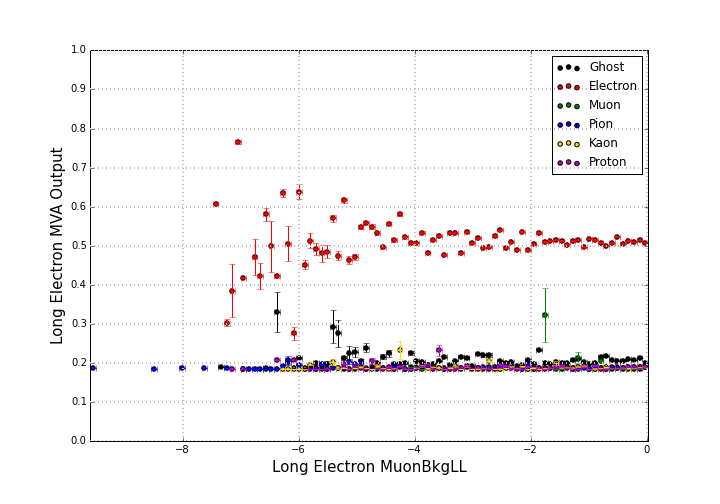 1.0
0.9
0.8
0.7
0.6
0.5
0.4
0.3
0.2
0.1
0.0
Long Electron MVA Output
Ghost
Electron
Muon
Pion
Kaon
Proton
−8 −6 −4 −2 0
Long Electron MuonBkgLL